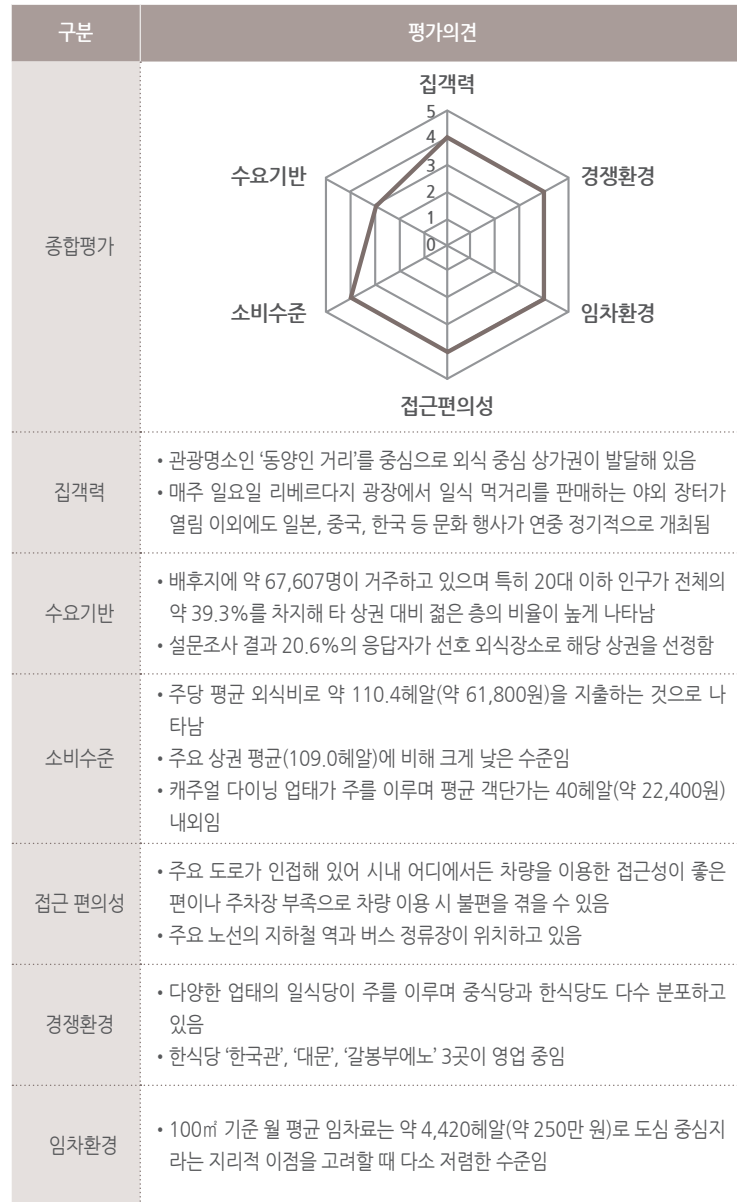 구분 평가의견
종합평가
집객력
경쟁환경
임차환경
접근편의성
소비수준
수요기반
5
4
3
2
1
0
집객력
• 관광명소인 ‘동양인 거리’를 중심으로 외식 중심 상가권이 발달해 있음
• 매주 일요일 리베르다지 광장에서 일식 먹거리를 판매하는 야외 장터가
열림 이외에도 일본, 중국, 한국 등 문화 행사가 연중 정기적으로 개최됨
수요기반
• 배후지에 약 67,607명이 거주하고 있으며 특히 20대 이하 인구가 전체의
약 39.3%를 차지해 타 상권 대비 젊은 층의 비율이 높게 나타남
• 설문조사 결과 20.6%의 응답자가 선호 외식장소로 해당 상권을 선정함
소비수준
• 주당 평균 외식비로 약 110.4헤알(약 61,800원)을 지출하는 것으로 나
타남
• 주요 상권 평균(109.0헤알)에 비해 크게 낮은 수준임
• 캐주얼 다이닝 업태가 주를 이루며 평균 객단가는 40헤알(약 22,400원)
내외임
접근 편의성
• 주요 도로가 인접해 있어 시내 어디에서든 차량을 이용한 접근성이 좋은
편이나 주차장 부족으로 차량 이용 시 불편을 겪을 수 있음
• 주요 노선의 지하철 역과 버스 정류장이 위치하고 있음
경쟁환경
• 다양한 업태의 일식당이 주를 이루며 중식당과 한식당도 다수 분포하고
있음
• 한식당 ‘한국관’, ‘대문’, ‘갈봉부에노’ 3곳이 영업 중임
임차환경
• 100㎡ 기준 월 평균 임차료는 약 4,420헤알(약 250만 원)로 도심 중심지
라는 지리적 이점을 고려할 때 다소 저렴한 수준임